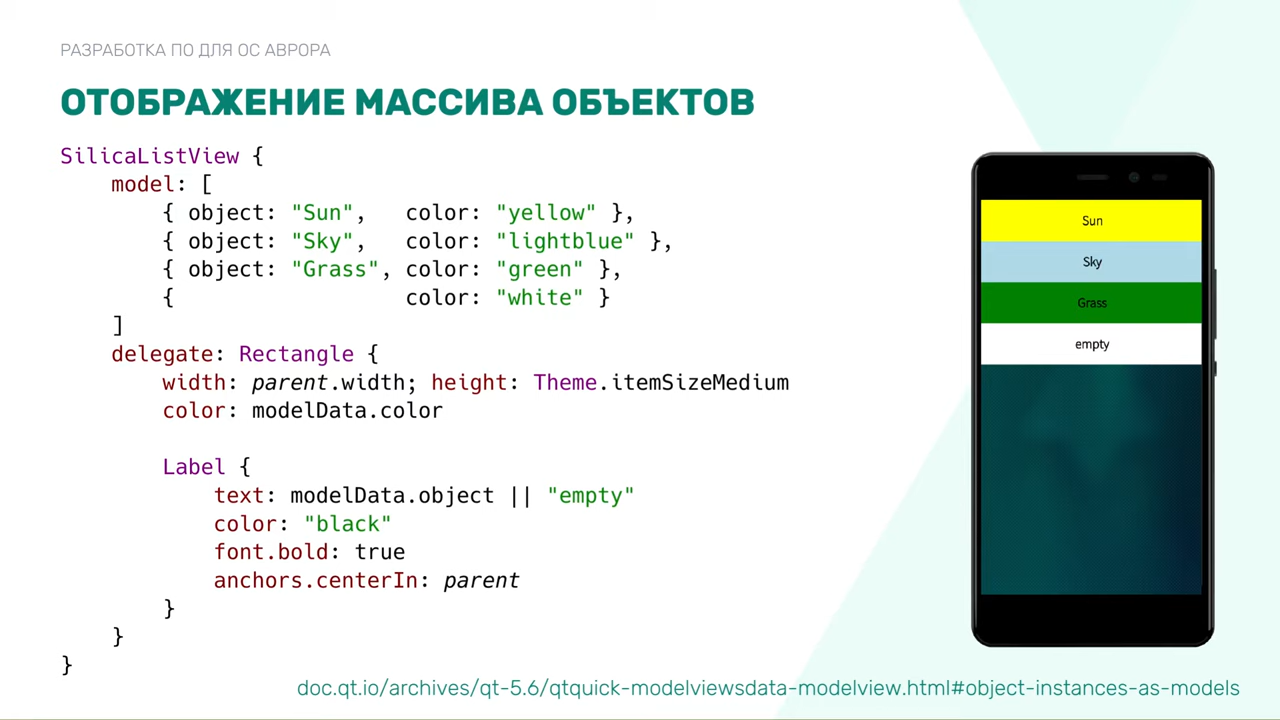 РАЗРАБОТКА ПО ДЛЯ ОС АВРОРА
ОТОБРАЖЕНИЕ МАССИВА ОБЪЕКТОВ
SilicaListView {
    model: [
        { object: "Sun",   color: "yellow" },
        { object: "Sky",   color: "lightblue" },
        { object: "Grass", color: "green" },
        {                  color: "white" }
    ]
    delegate: Rectangle {
        width: parent.width; height: Theme.itemSizeMedium
        color: modelData.color

        Label {
            text: modelData.object || "empty"
            color: "black"
            font.bold: true
            anchors.centerIn: parent
        }
    }
}
Sun
Sky
Grass
empty
doc.qt.io/archives/qt-5.6/qtquick-modelviewsdata-modelview.html#object-instances-as-models